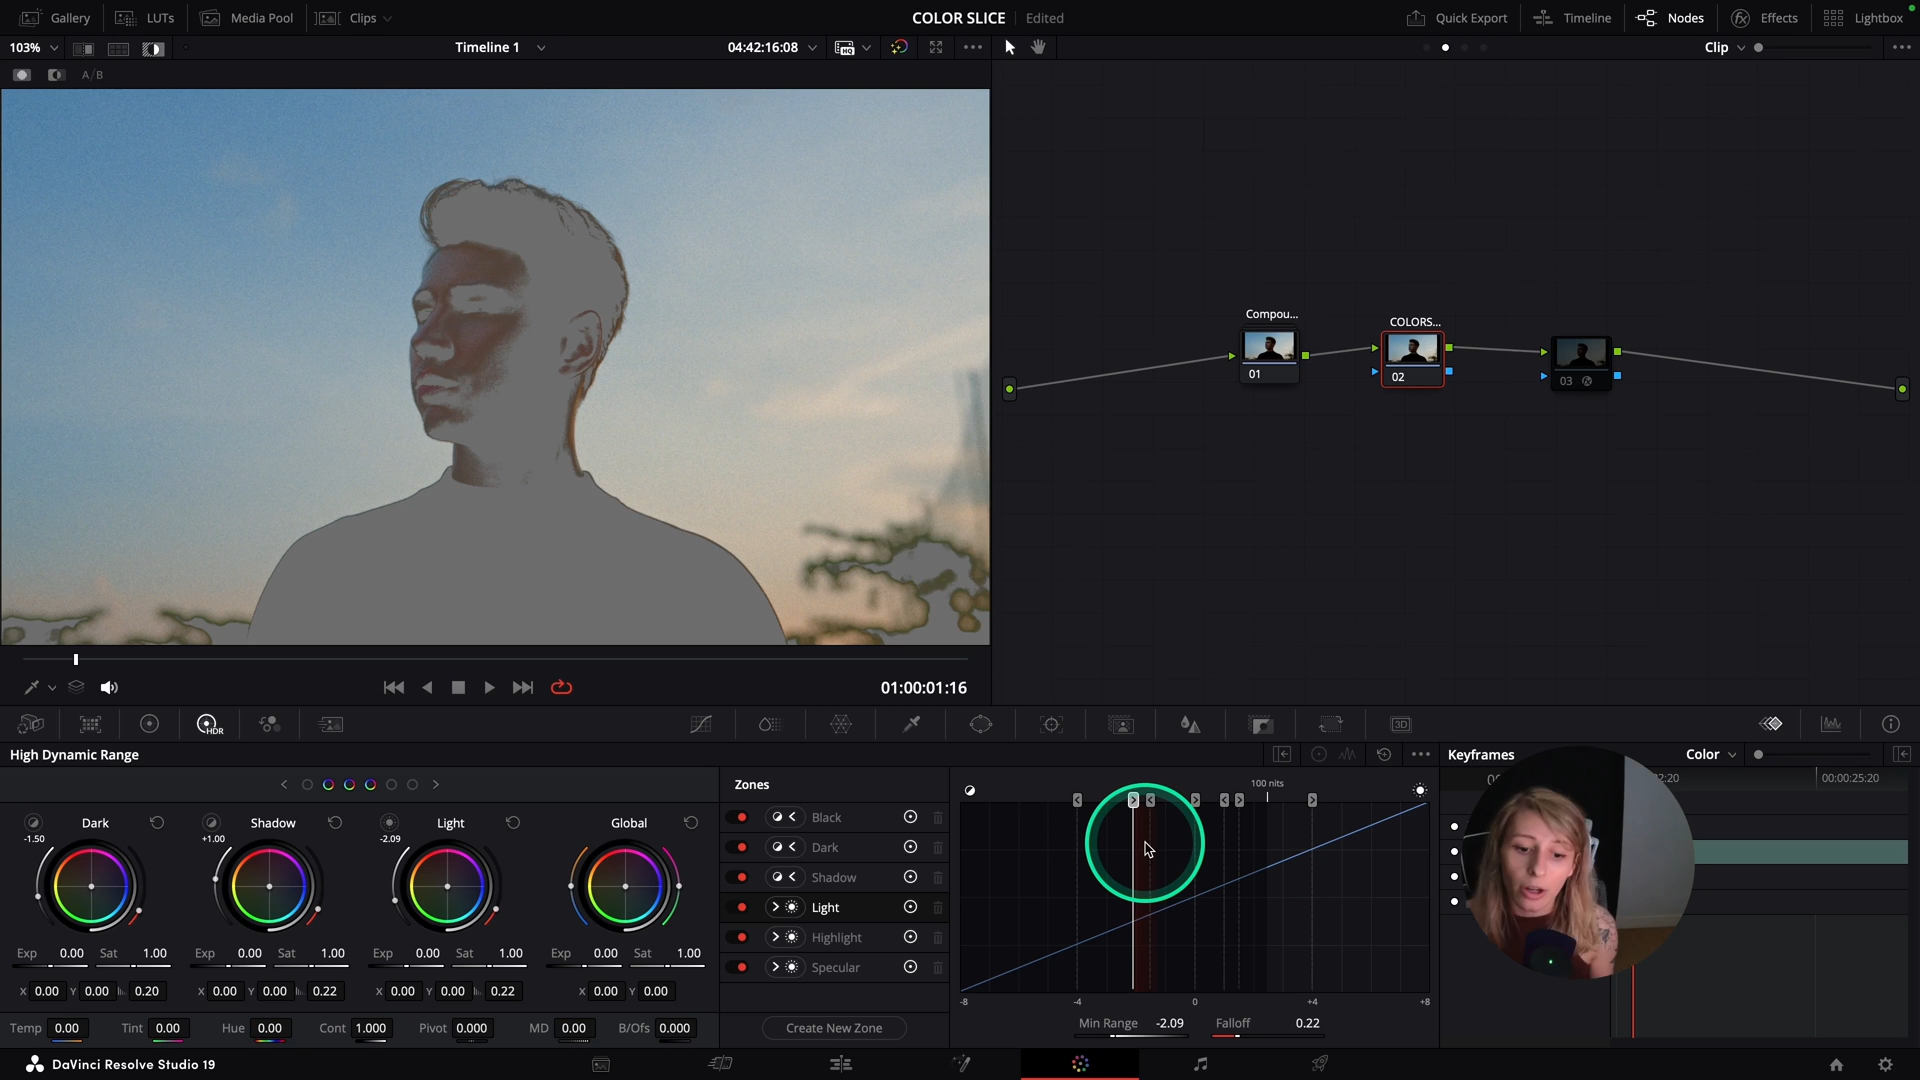 Gallery LUTs Media Pool Clips COLOR SLICE Edited Quick Export Timeline Nodes Effects Lightbox
103% Timeline 1 04:42:16:08 HQ Clip
A/B
Compou...
COLORS...
01 02 03
01:00:01:16
HDR 3D
High Dynamic Range Keyframes Color
Zones 100 nits 00:00:25:20
Dark Shadow Light Global
-1.50 +1.00 -2.09
Black
Dark
Shadow
Light
Highlight
Specular
Exp 0.00 Sat 1.00 Exp 0.00 Sat 1.00 Exp 0.00 Sat 1.00 Exp 0.00 Sat 1.00
X 0.00 Y 0.00 0.20 X 0.00 Y 0.00 0.22 X 0.00 Y 0.00 0.22 X 0.00 Y 0.00
-8 -4 0 +4 +8
Temp 0.00 Tint 0.00 Hue 0.00 Cont 1.000 Pivot 0.000 MD 0.00 B/Ofs 0.000 Create New Zone Min Range -2.09 Falloff 0.22
DaVinci Resolve Studio 19